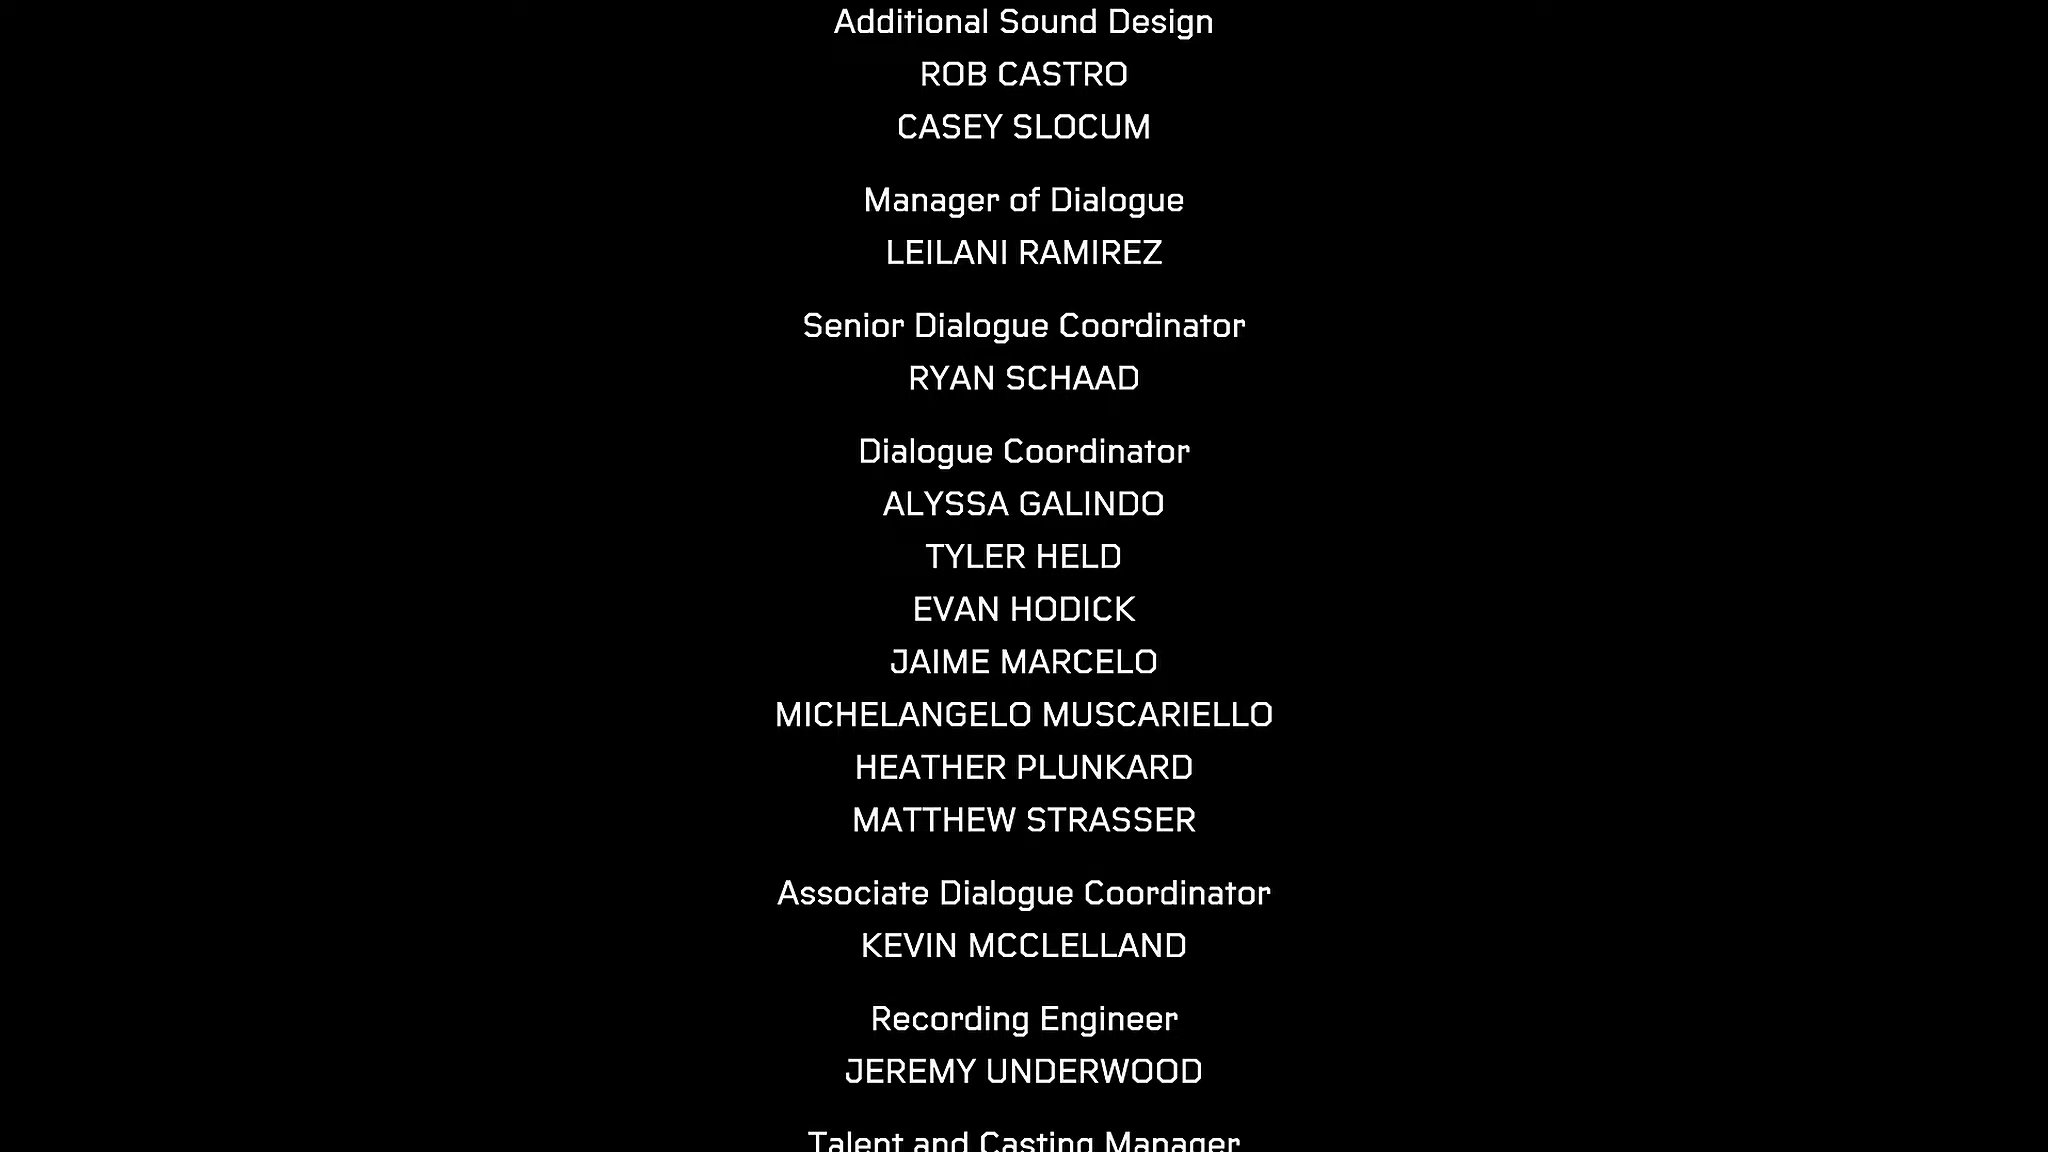 Additional Sound Design
ROB CASTRO
CASEY SLOCUM
Manager of Dialogue
LEILANI RAMIREZ
Senior Dialogue Coordinator
RYAN SCHAAD
Dialogue Coordinator
ALYSSA GALINDO
TYLER HELD
EVAN HODICK
JAIME MARCELO
MICHELANGELO MUSCARIELLO
HEATHER PLUNKARD
MATTHEW STRASSER
Associate Dialogue Coordinator
KEVIN MCCLELLAND
Recording Engineer
JEREMY UNDERWOOD
Talent and Casting Manager